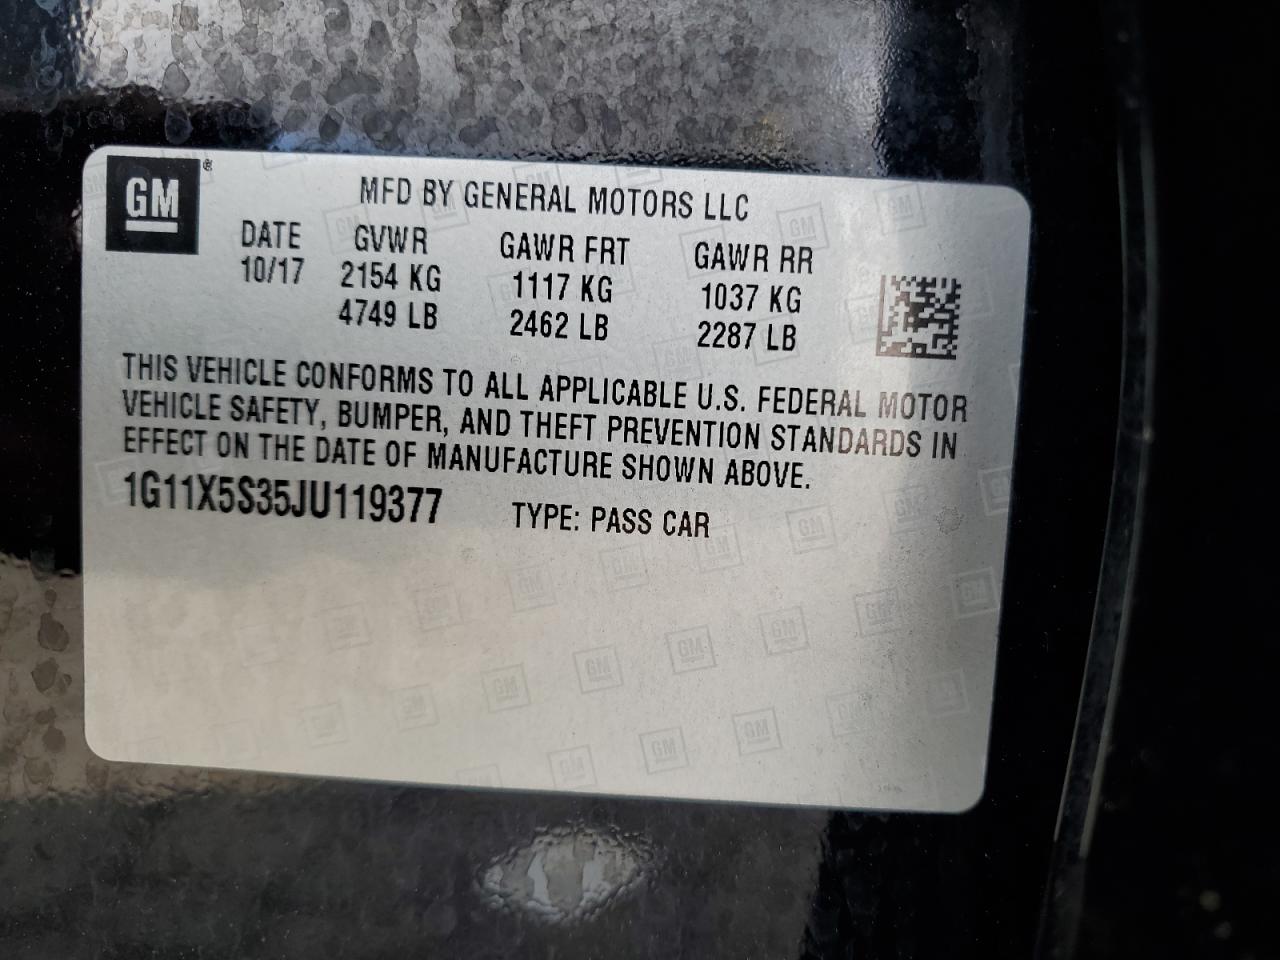 GM ®
MFD BY GENERAL MOTORS LLC
DATE GVWR GAWR FRT GAWR RR
10/17 2154 KG 1117 KG 1037 KG
4749 LB 2462 LB 2287 LB
THIS VEHICLE CONFORMS TO ALL APPLICABLE U.S. FEDERAL MOTOR
VEHICLE SAFETY, BUMPER, AND THEFT PREVENTION STANDARDS IN
EFFECT ON THE DATE OF MANUFACTURE SHOWN ABOVE.
1G11X5S35JU119377 TYPE: PASS CAR